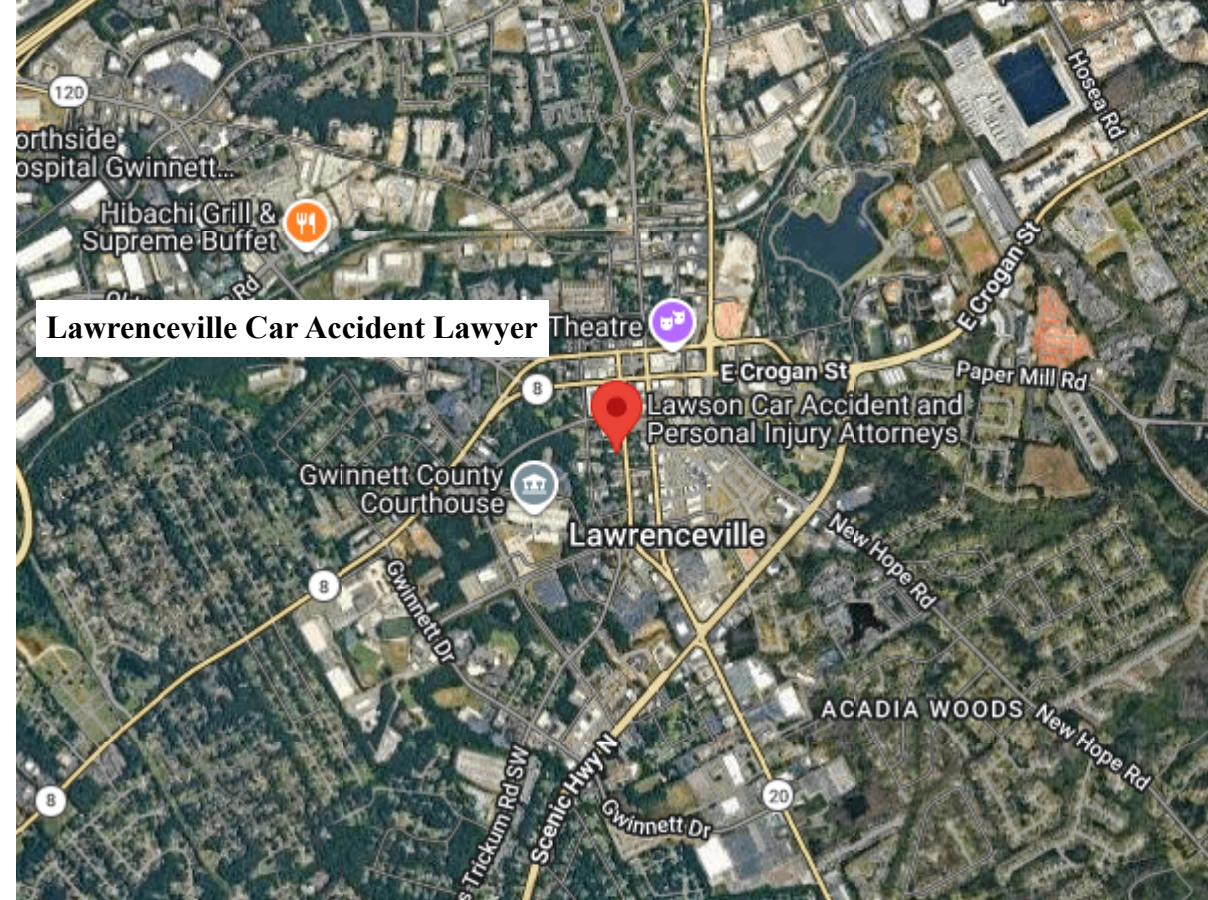 120
Hosea Rd
orthside
ospital Gwinnett...
Hibachi Grill &
Supreme Buffet
Rd
E Crogan St
Lawrenceville Car Accident Lawyer
Theatre
8
E Crogan St
Paper Mill Rd
Lawson Car Accident and
Personal Injury Attorneys
Gwinnett County
Courthouse
Lawrenceville
New Hope Rd
8
Gwinnett Dr
ACADIA WOODS
New Hope Rd
8
20
s Trickum Rd SW
Scenic Hwy N
Gwinnett Dr